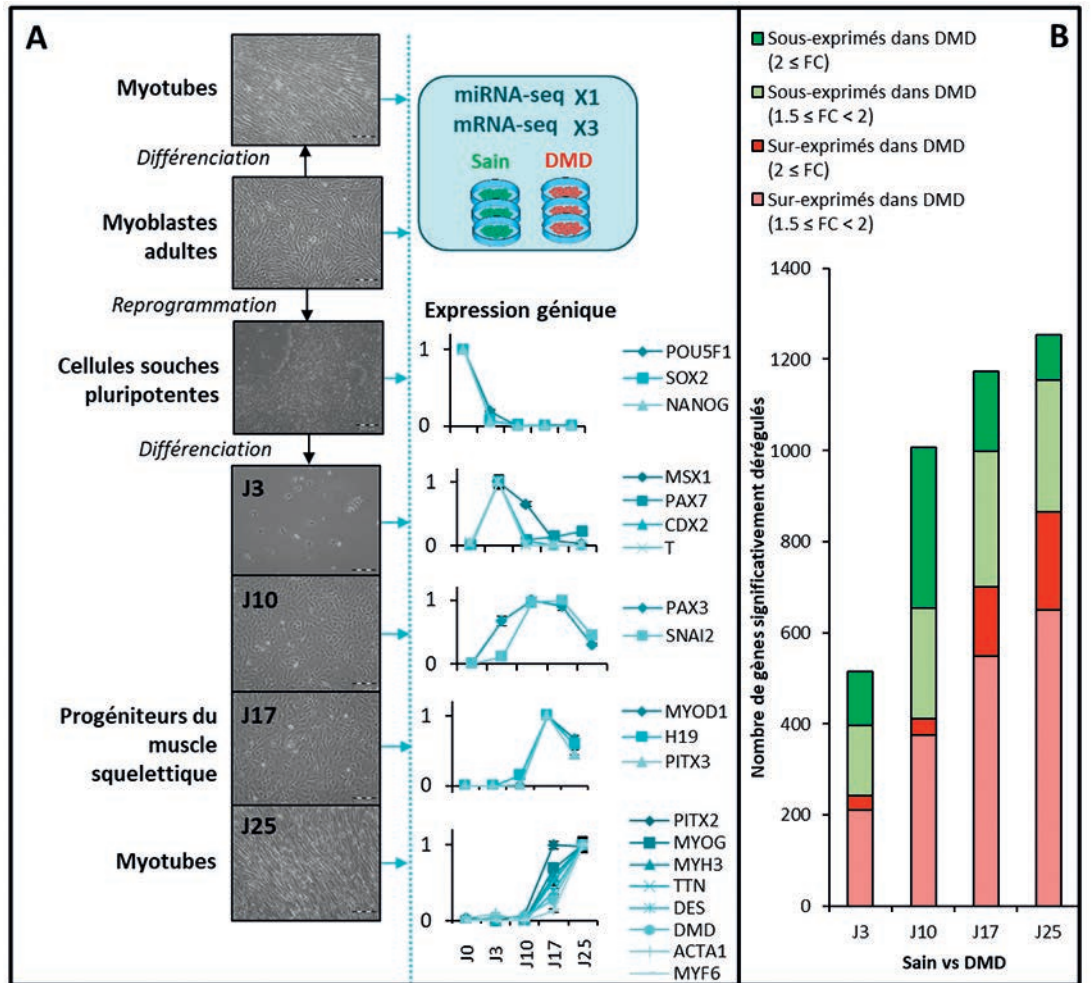 A
Myotubes
Différenciation
Myoblastes
adultes
Reprogrammation
Cellules souches
pluripotentes
Différenciation
J3
J10
Progéniteurs du
muscle
squelettique
J17
J25
Myotubes
miRNA-seq X1
mRNA-seq X3
Sain DMD
Expression génique
1
0
POU5F1
SOX2
NANOG
1
0
MSX1
PAX7
CDX2
T
1
0
PAX3
SNAI2
1
0
MYOD1
H19
PITX3
1
0
PITX2
MYOG
MYH3
TTN
DES
DMD
ACTA1
MYF6
J0 J3 J10 J17 J25
B
Sous-exprimés dans DMD
(2 ≤ FC)
Sous-exprimés dans DMD
(1.5 ≤ FC < 2)
Sur-exprimés dans DMD
(2 ≤ FC)
Sur-exprimés dans DMD
(1.5 ≤ FC < 2)
Nombre de gènes significativement dérégulés
1400
1200
1000
800
600
400
200
0
J3 J10 J17 J25
Sain vs DMD